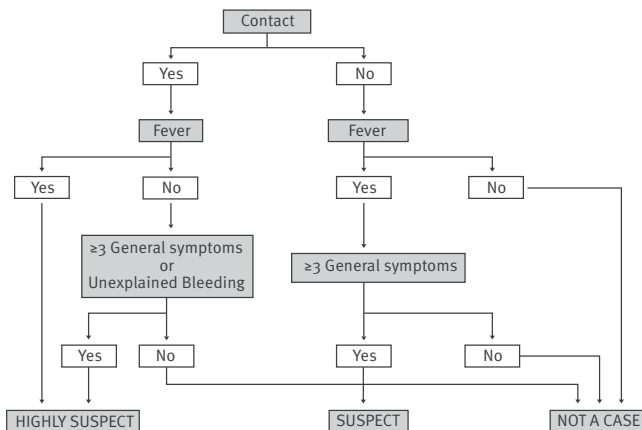 Contact
Yes
No
Fever
Fever
Yes
No
Yes
No
≥3 General symptoms
or
Unexplained Bleeding
≥3 General symptoms
Yes
No
Yes
No
HIGHLY SUSPECT
SUSPECT
NOT A CASE